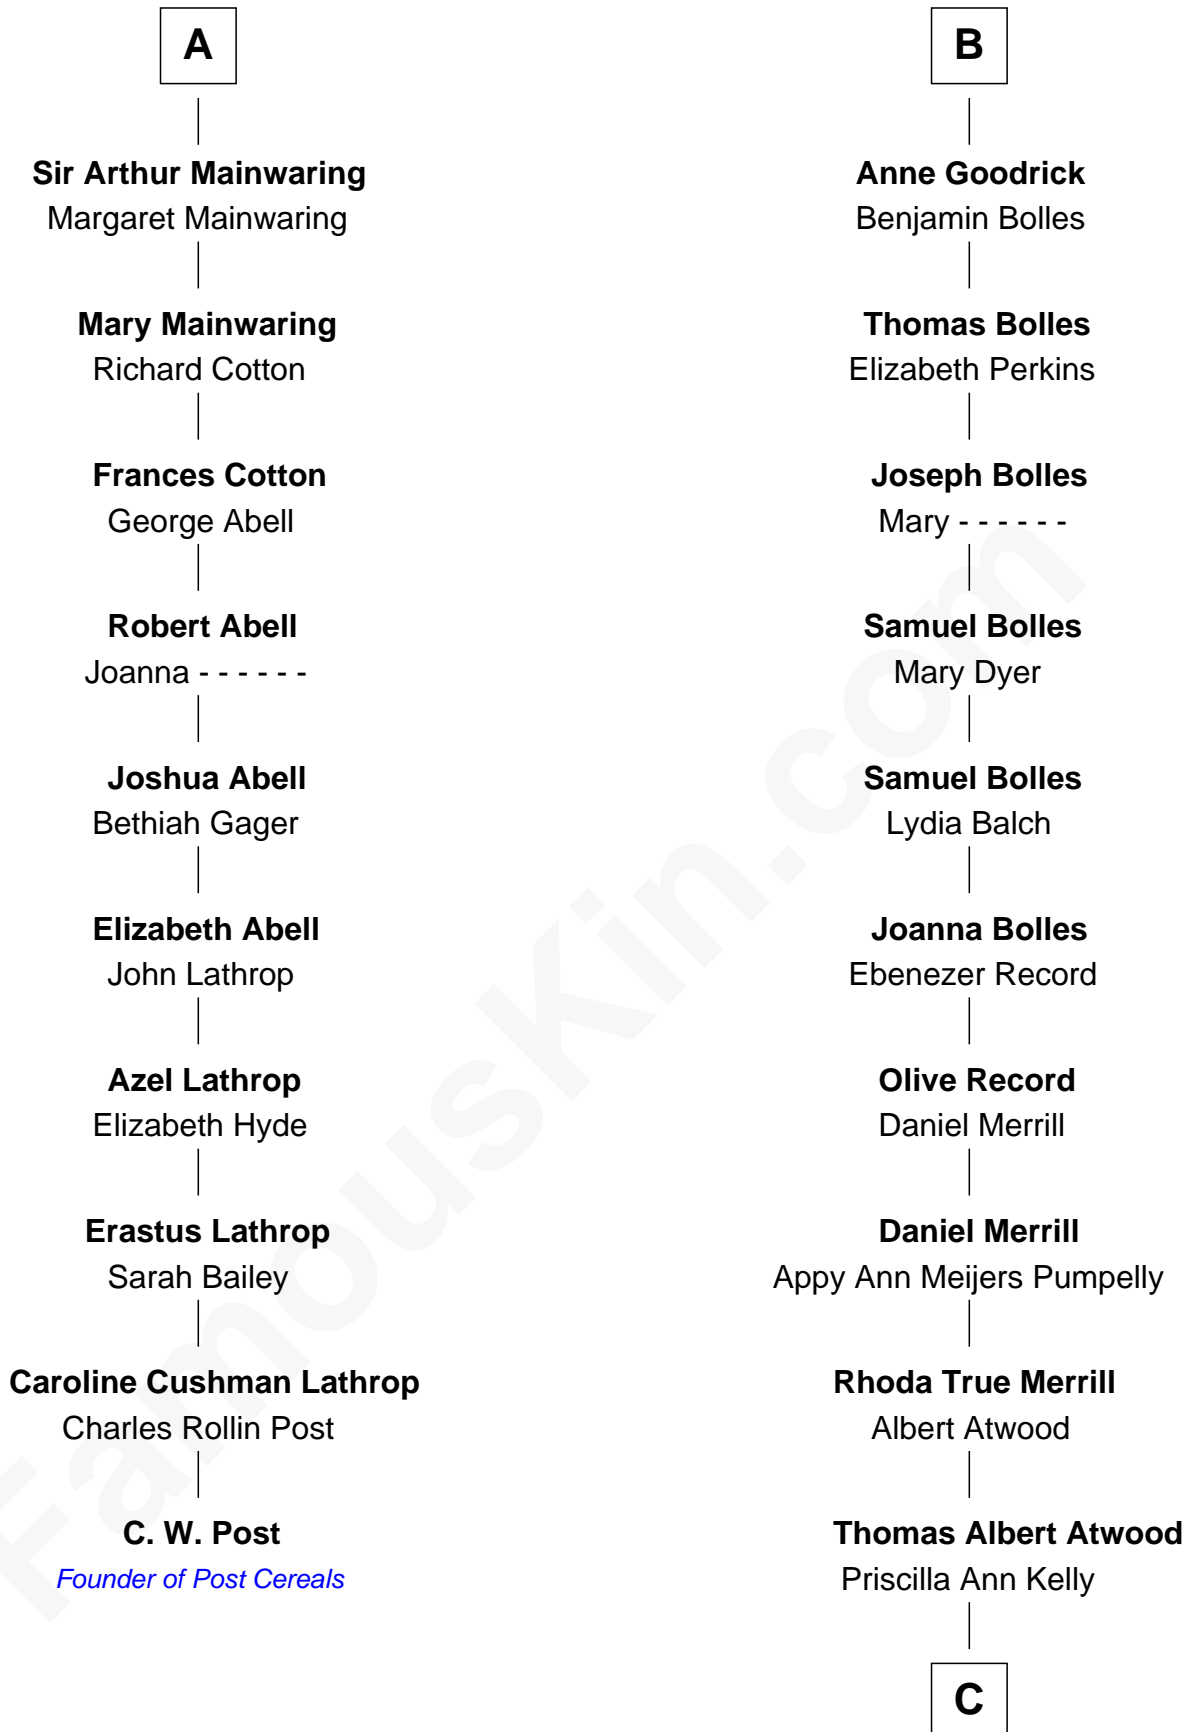 A
Sir Arthur Mainwaring
Margaret Mainwaring
Mary Mainwaring
Richard Cotton
Frances Cotton
George Abell
Robert Abell
Joanna - - - - - -
Joshua Abell
Bethiah Gager
Elizabeth Abell
John Lathrop
Azel Lathrop
Elizabeth Hyde
Erastus Lathrop
Sarah Bailey
Caroline Cushman Lathrop
Charles Rollin Post
C. W. Post
Founder of Post Cereals
B
Anne Goodrick
Benjamin Bolles
Thomas Bolles
Elizabeth Perkins
Joseph Bolles
Mary - - - - - -
Samuel Bolles
Mary Dyer
Samuel Bolles
Lydia Balch
Joanna Bolles
Ebenezer Record
Olive Record
Daniel Merrill
Daniel Merrill
Appy Ann Meijers Pumpelly
Rhoda True Merrill
Albert Atwood
Thomas Albert Atwood
Priscilla Ann Kelly
C
FamousKin.com